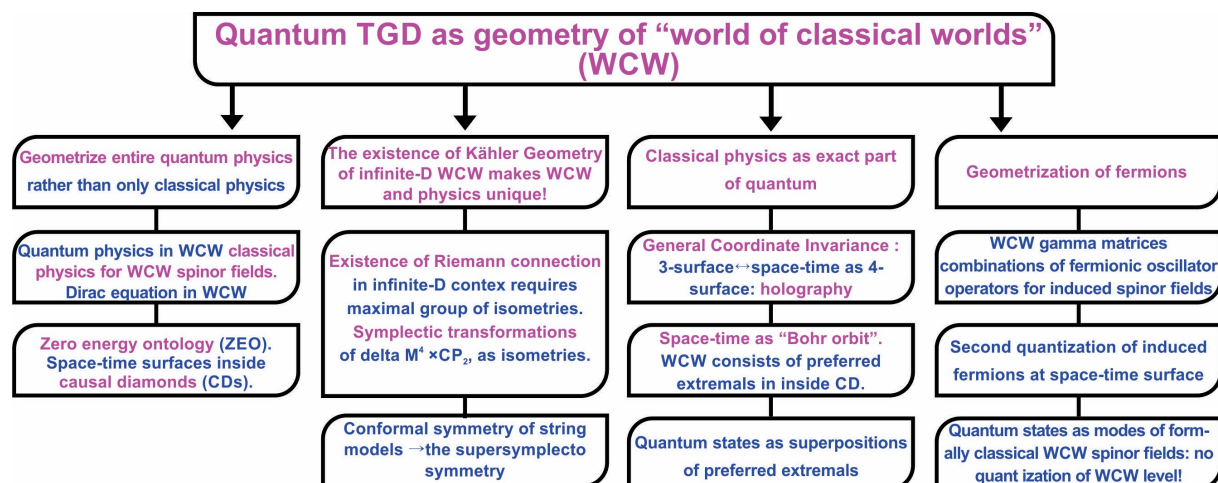 Quantum TGD as geometry of “world of classical worlds”
(WCW)
Geometrize entire quantum physics
rather than only classical physics
Quantum physics in WCW classical
physics for WCW spinor fields.
Dirac equation in WCW
Zero energy ontology (ZEO).
Space-time surfaces inside
causal diamonds (CDs).
The existence of Kähler Geometry
of infinite-D WCW makes WCW
and physics unique!
Existence of Riemann connection
in infinite-D contex requires
maximal group of isometries.
Symplectic transformations
of delta M⁴ ×CP₂, as isometries.
Conformal symmetry of string
models →the supersymplecto
symmetry
Classical physics as exact part
of quantum
General Coordinate Invariance :
3-surface↔space-time as 4-
surface: holography
Space-time as “Bohr orbit”.
WCW consists of preferred
extremals in inside CD.
Quantum states as superpositions
of preferred extremals
Geometrization of fermions
WCW gamma matrices
combinations of fermionic oscillator
operators for induced spinor fields
Second quantization of induced
fermions at space-time surface
Quantum states as modes of form-
ally classical WCW spinor fields: no
quant ization of WCW level!